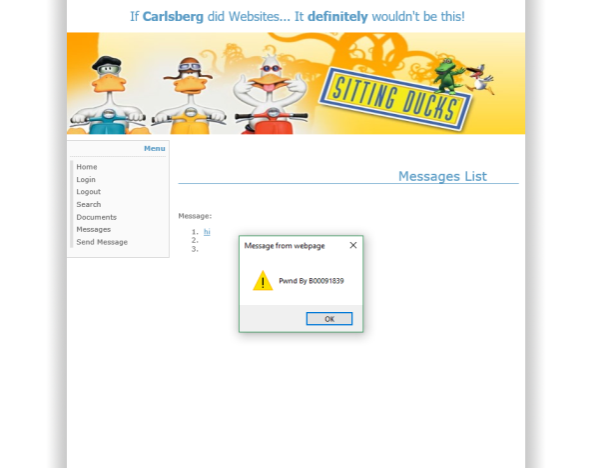 If Carlsberg did Websites... It definitely wouldn't be this!
SITTING DUCKS
Menu
Home
Login
Logout
Search
Documents
Messages
Send Message
Messages List
Message:
1. hi
2.
3.
Message from webpage
Pwnd By B00091839
OK